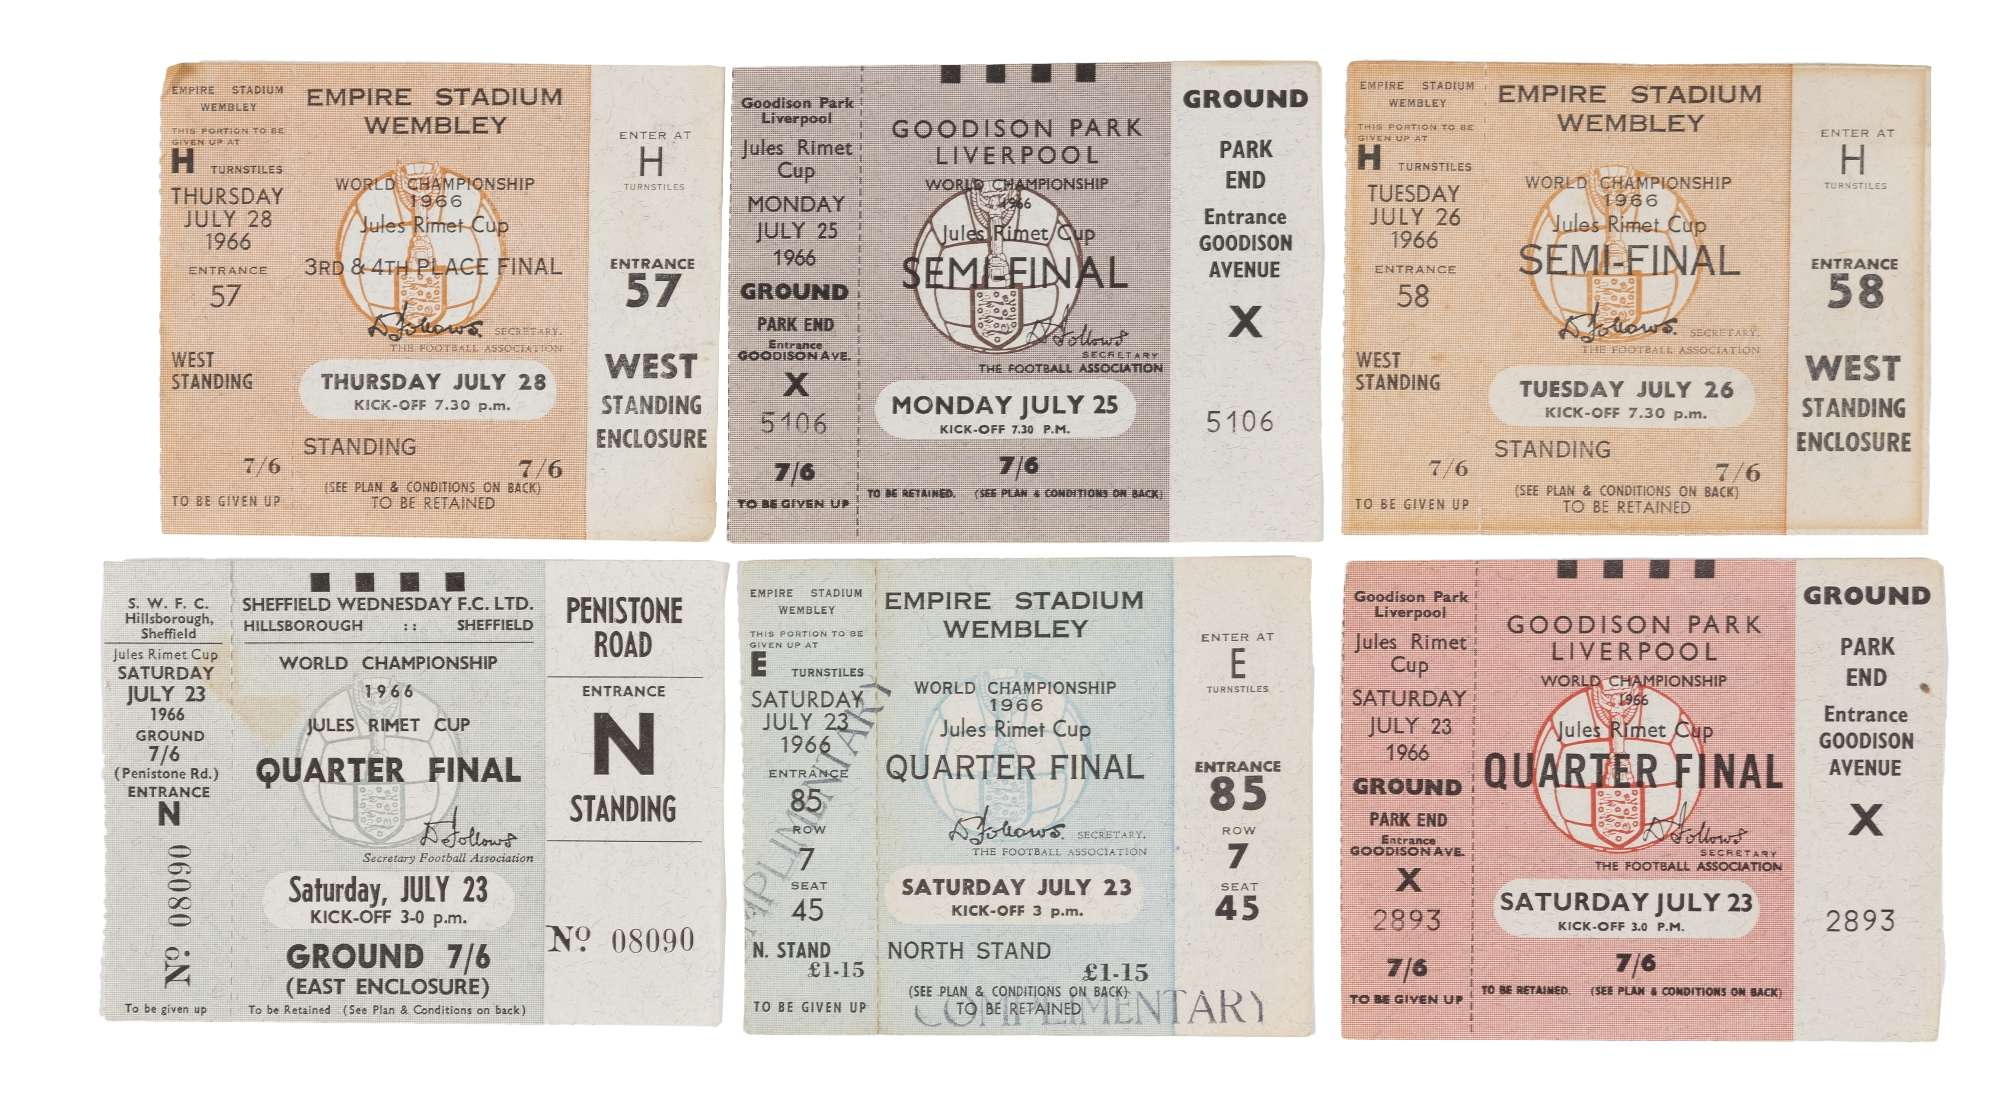 EMPIRE STADIUM
WEMBLEY
THIS PORTION TO BE
GIVEN UP AT
H TURNSTILES
THURSDAY
JULY 28
1966
ENTRANCE
57
WEST
STANDING
7/6
TO BE GIVEN UP
EMPIRE STADIUM
WEMBLEY
WORLD CHAMPIONSHIP
1966
Jules Rimet Cup
3RD & 4TH PLACE FINAL
D Follows. SECRETARY.
THE FOOTBALL ASSOCIATION
THURSDAY JULY 28
KICK-OFF 7.30 p.m.
STANDING
7/6
(SEE PLAN & CONDITIONS ON BACK)
TO BE RETAINED
ENTER AT
H
TURNSTILES
ENTRANCE
57
WEST
STANDING
ENCLOSURE
Goodison Park
Liverpool
Jules Rimet
Cup
MONDAY
JULY 25
1966
GROUND
PARK END
Entrance
GOODISON AVE.
X
5106
7/6
TO BE GIVEN UP
GOODISON PARK
LIVERPOOL
WORLD CHAMPIONSHIP
1966
Jules Rimet Cup
SEMI-FINAL
D Follows
SECRETARY
THE FOOTBALL ASSOCIATION
MONDAY JULY 25
KICK-OFF 7.30 P.M.
7/6
TO BE RETAINED. (SEE PLAN & CONDITIONS ON BACK)
GROUND
PARK
END
Entrance
GOODISON
AVENUE
X
5106
EMPIRE STADIUM
WEMBLEY
THIS PORTION TO BE
GIVEN UP AT
H TURNSTILES
TUESDAY
JULY 26
1966
ENTRANCE
58
WEST
STANDING
7/6
TO BE GIVEN UP
EMPIRE STADIUM
WEMBLEY
WORLD CHAMPIONSHIP
1966
Jules Rimet Cup
SEMI-FINAL
D Follows. SECRETARY.
THE FOOTBALL ASSOCIATION
TUESDAY JULY 26
KICK-OFF 7.30 p.m.
STANDING
7/6
(SEE PLAN & CONDITIONS ON BACK)
TO BE RETAINED
ENTER AT
H
TURNSTILES
ENTRANCE
58
WEST
STANDING
ENCLOSURE
S. W. F. C.
Hillsborough,
Sheffield
Jules Rimet Cup
SATURDAY
JULY 23
1966
GROUND
7/6
(Penistone Rd.)
ENTRANCE
N
No. 08090
To be given up
SHEFFIELD WEDNESDAY F.C. LTD.
HILLSBOROUGH :: SHEFFIELD
WORLD CHAMPIONSHIP
1966
JULES RIMET CUP
QUARTER FINAL
D Follows
Secretary Football Association
Saturday, JULY 23
KICK-OFF 3-0 p.m.
GROUND 7/6
(EAST ENCLOSURE)
To be Retained (See Plan & Conditions on back)
PENISTONE
ROAD
ENTRANCE
N
STANDING
No. 08090
EMPIRE STADIUM
WEMBLEY
THIS PORTION TO BE
GIVEN UP AT
E TURNSTILES
SATURDAY
JULY 23
1966
ENTRANCE
85
ROW
7
SEAT
45
N. STAND
£1-15
TO BE GIVEN UP
MPLIMENTARY
EMPIRE STADIUM
WEMBLEY
WORLD CHAMPIONSHIP
1966
Jules Rimet Cup
QUARTER FINAL
D Follows. SECRETARY.
THE FOOTBALL ASSOCIATION
SATURDAY JULY 23
KICK-OFF 3 p.m.
NORTH STAND
£1-15
(SEE PLAN & CONDITIONS ON BACK)
TO BE RETAINED
COMPLIMENTARY
ENTER AT
E
TURNSTILES
ENTRANCE
85
ROW
7
SEAT
45
Goodison Park
Liverpool
Jules Rimet
Cup
SATURDAY
JULY 23
1966
GROUND
PARK END
Entrance
GOODISON AVE.
X
2893
7/6
TO BE GIVEN UP
GOODISON PARK
LIVERPOOL
WORLD CHAMPIONSHIP
1966
Jules Rimet Cup
QUARTER FINAL
D Follows
SECRETARY
THE FOOTBALL ASSOCIATION
SATURDAY JULY 23
KICK-OFF 3.0 P.M.
7/6
TO BE RETAINED. (SEE PLAN & CONDITIONS ON BACK)
GROUND
PARK
END
Entrance
GOODISON
AVENUE
X
2893